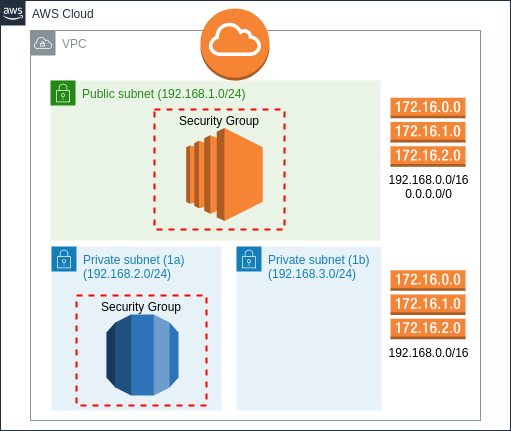 aws
AWS Cloud
VPC
Public subnet (192.168.1.0/24)
Security Group
172.16.0.0
172.16.1.0
172.16.2.0
192.168.0.0/16
0.0.0.0/0
Private subnet (1a)
(192.168.2.0/24)
Security Group
Private subnet (1b)
(192.168.3.0/24)
172.16.0.0
172.16.1.0
172.16.2.0
192.168.0.0/16